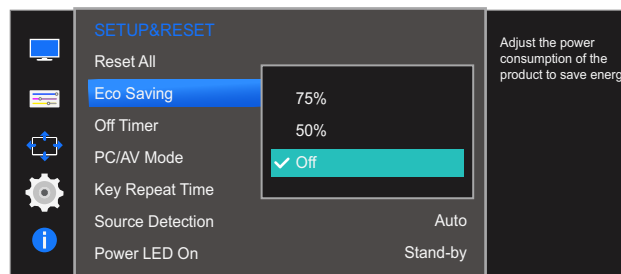 SETUP&RESET
Reset All
Eco Saving
Off Timer
PC/AV Mode
Key Repeat Time
Source Detection Auto
Power LED On Stand-by
75%
50%
Off
Adjust the power
consumption of the
product to save energ